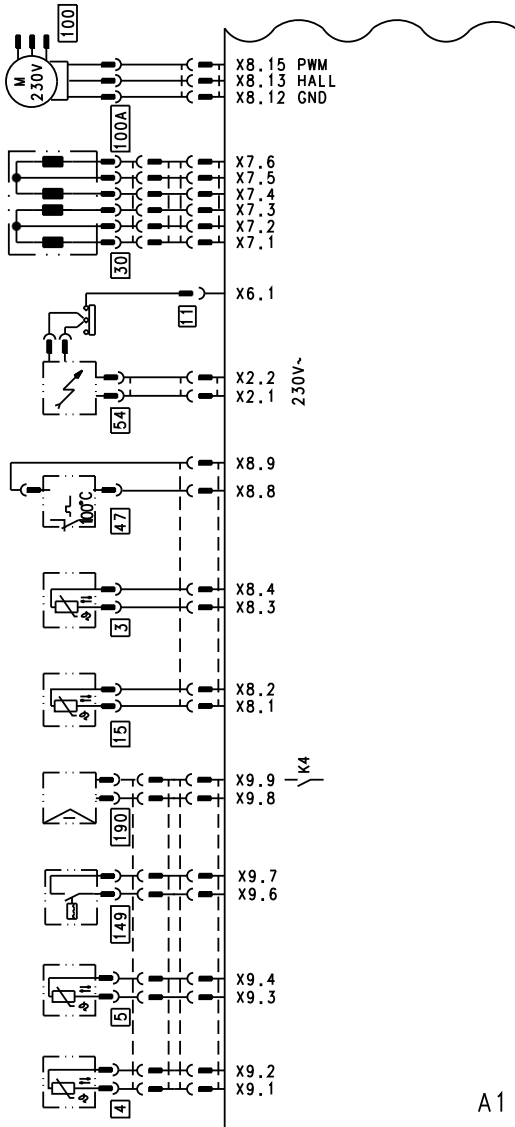 100
M
230V
X8.15 PWM
X8.13 HALL
X8.12 GND
100A
X7.6
X7.5
X7.4
X7.3
X7.2
X7.1
30
X6.1
11
X2.2
X2.1
230V~
54
X8.9
X8.8
100°C
47
X8.4
X8.3
3
X8.2
X8.1
15
X9.9
K4
X9.8
190
X9.7
X9.6
149
X9.4
X9.3
5
X9.2
X9.1
4
A1